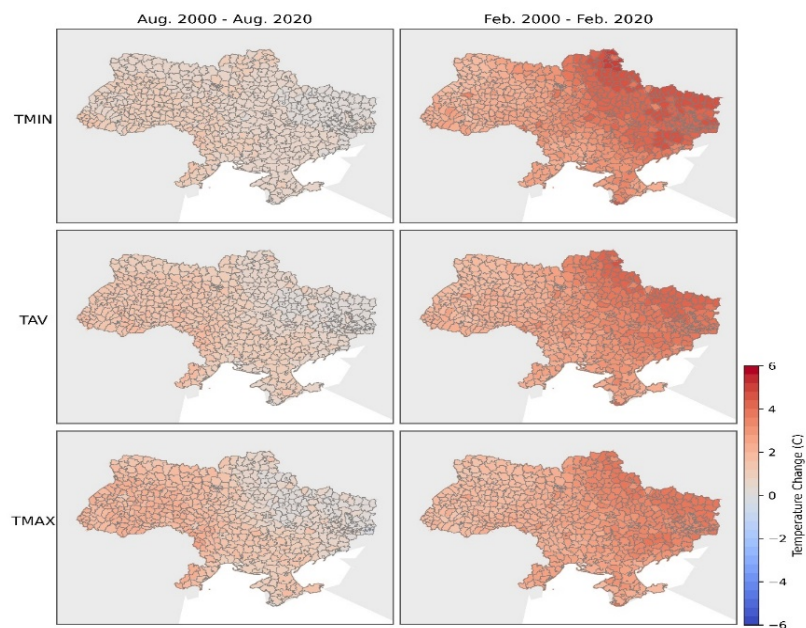 Aug. 2000 - Aug. 2020
Feb. 2000 - Feb. 2020
TMIN
TAV
TMAX
6
4
2
0
−2
−4
−6
Temperature Change (C)